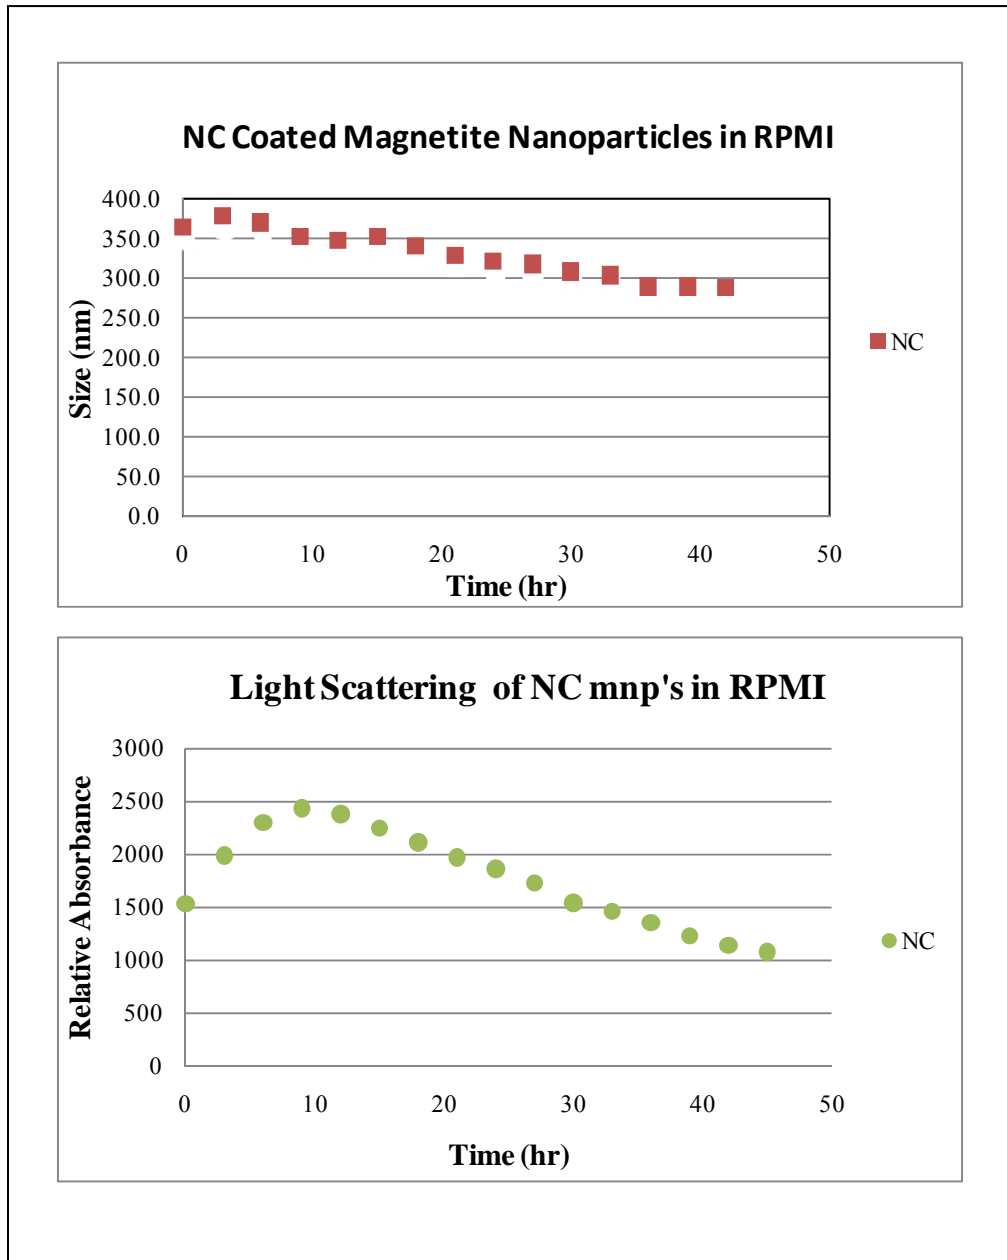 NC Coated Magnetite Nanoparticles in RPMI
400.0
350.0
300.0
250.0
200.0
150.0
100.0
50.0
0.0
Size (nm)
0 10 20 30 40 50
Time (hr)
NC
Light Scattering of NC mnp's in RPMI
3000
2500
2000
1500
1000
500
0
Relative Absorbance
0 10 20 30 40 50
Time (hr)
NC